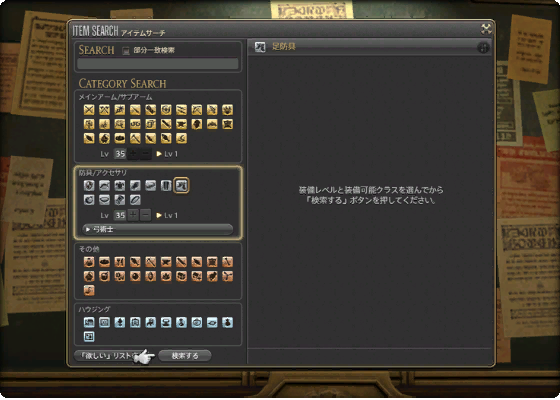 ITEM SEARCH アイテムサーチ
SEARCH 部分一致検索
CATEGORY SEARCH
メインアーム/サブアーム
Lv 35 Lv 1
防具/アクセサリ
Lv 35 Lv 1
弓術士
その他
ハウジング
「欲しい」リスト
検索する
足防具
装備レベルと装備可能クラスを選んでから
「検索する」ボタンを押してください。